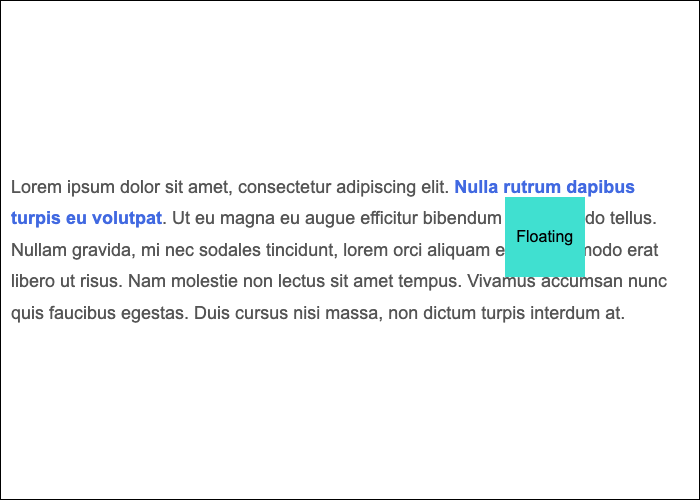 Lorem ipsum dolor sit amet, consectetur adipiscing elit. Nulla rutrum dapibus
turpis eu volutpat. Ut eu magna eu augue efficitur bibendum do tellus.
Floating
Nullam gravida, mi nec sodales tincidunt, lorem orci aliquam e modo erat
libero ut risus. Nam molestie non lectus sit amet tempus. Vivamus accumsan nunc
quis faucibus egestas. Duis cursus nisi massa, non dictum turpis interdum at.